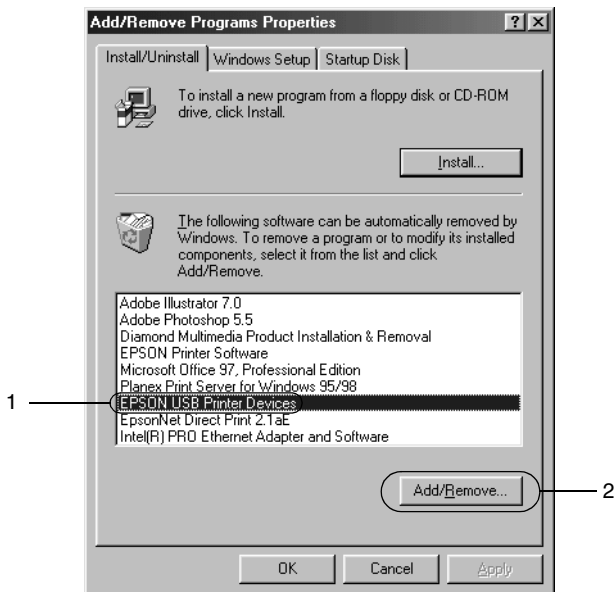 Add/Remove Programs Properties
Install/Uninstall Windows Setup Startup Disk
To install a new program from a floppy disk or CD-ROM
drive, click Install.
Install...
The following software can be automatically removed by
Windows. To remove a program or to modify its installed
components, select it from the list and click
Add/Remove.
Adobe Illustrator 7.0
Adobe Photoshop 5.5
Diamond Multimedia Product Installation & Removal
EPSON Printer Software
Microsoft Office 97, Professional Edition
Planex Print Server for Windows 95/98
1 EPSON USB Printer Devices
EpsonNet Direct Print 2.1aE
Intel(R) PRO Ethernet Adapter and Software
Add/Remove... 2
OK Cancel Apply